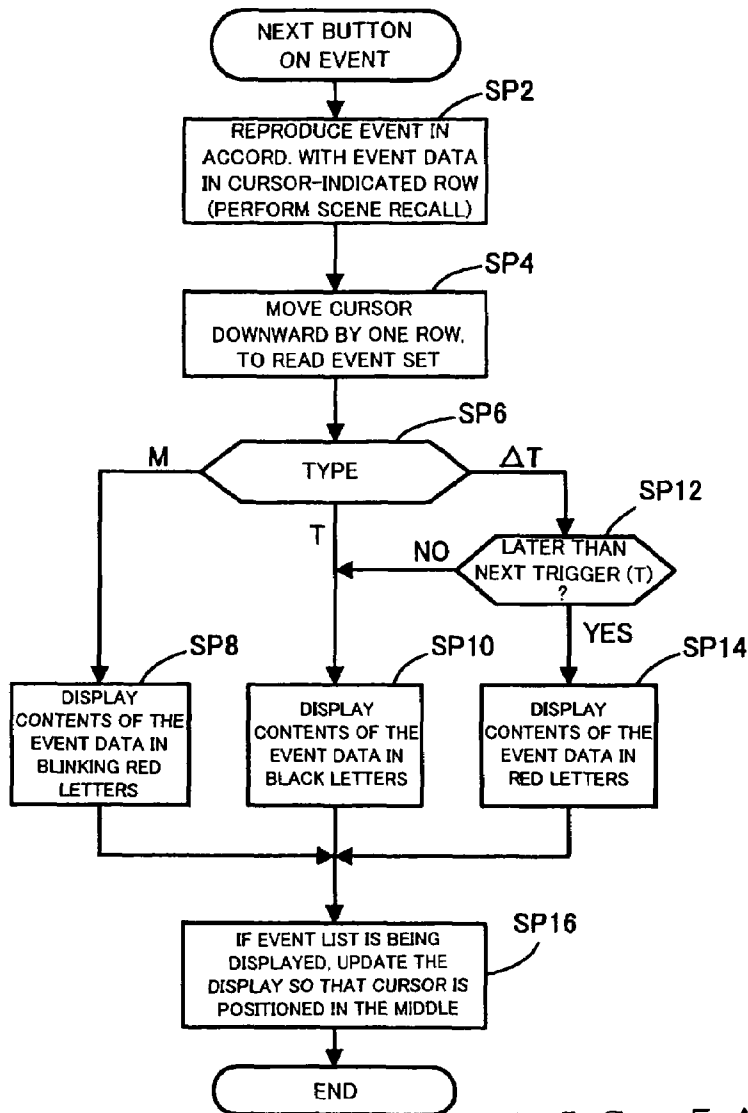 NEXT BUTTON
ON EVENT
SP2
REPRODUCE EVENT IN
ACCORD. WITH EVENT DATA
IN CURSOR-INDICATED ROW
(PERFORM SCENE RECALL)
SP4
MOVE CURSOR
DOWNWARD BY ONE ROW,
TO READ EVENT SET
SP6
M
TYPE
ΔT
T
SP12
NO
LATER THAN
NEXT TRIGGER (T)
?
YES
SP8
DISPLAY
CONTENTS OF THE
EVENT DATA IN
BLINKING RED
LETTERS
SP10
DISPLAY
CONTENTS OF THE
EVENT DATA IN
BLACK LETTERS
SP14
DISPLAY
CONTENTS OF THE
EVENT DATA IN
RED LETTERS
SP16
IF EVENT LIST IS BEING
DISPLAYED, UPDATE THE
DISPLAY SO THAT CURSOR IS
POSITIONED IN THE MIDDLE
END